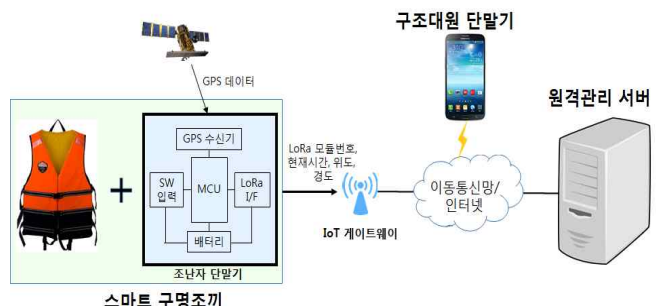 구조대원 단말기
원격관리 서버
GPS 데이터
GPS 수신기
SW
입력
MCU
LoRa
I/F
배터리
조난자 단말기
스마트 구명조끼
LoRa 모듈번호,
현재시간, 위도,
경도
IoT 게이트웨이
이동통신망/
인터넷